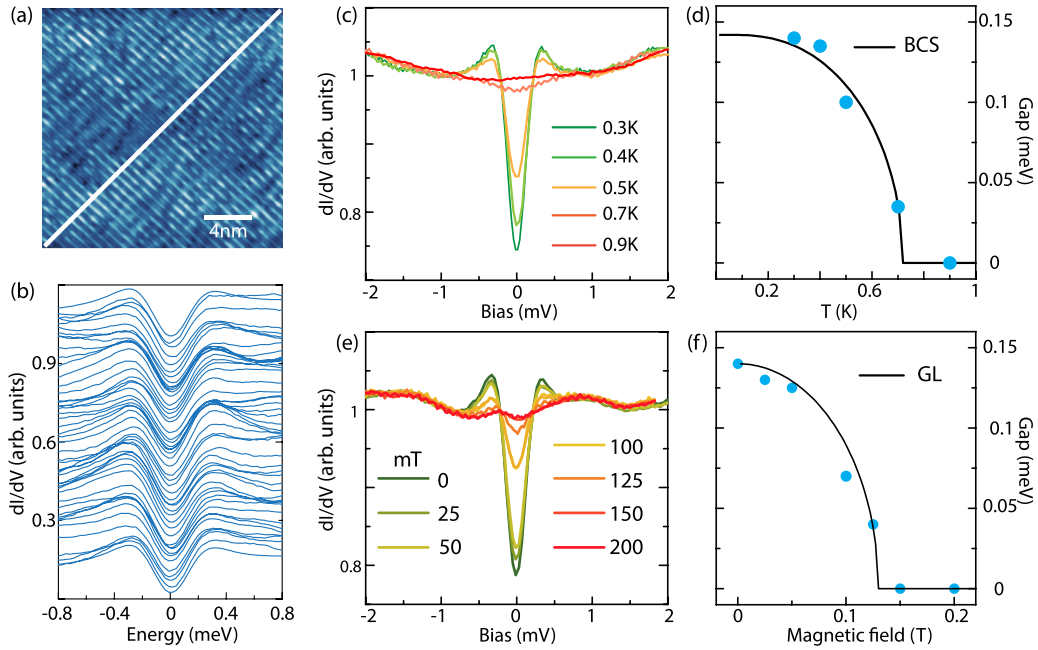 (a)
4nm
(b)
dI/dV (arb. units)
0.9
0.6
0.3
-0.8 -0.4 0 0.4 0.8
Energy (meV)
(c)
dI/dV (arb. units)
1
0.8
0.3K
0.4K
0.5K
0.7K
0.9K
-2 -1 0 1 2
Bias (mV)
(d)
BCS
0.15
0.1
0.05
0
Gap (meV)
0.2 0.6 1
T (K)
(e)
dI/dV (arb. units)
1
0.8
mT
0
25
50
100
125
150
200
-2 -1 0 1 2
Bias (mV)
(f)
GL
0.15
0.1
0.05
0
Gap (meV)
0 0.1 0.2
Magnetic field (T)